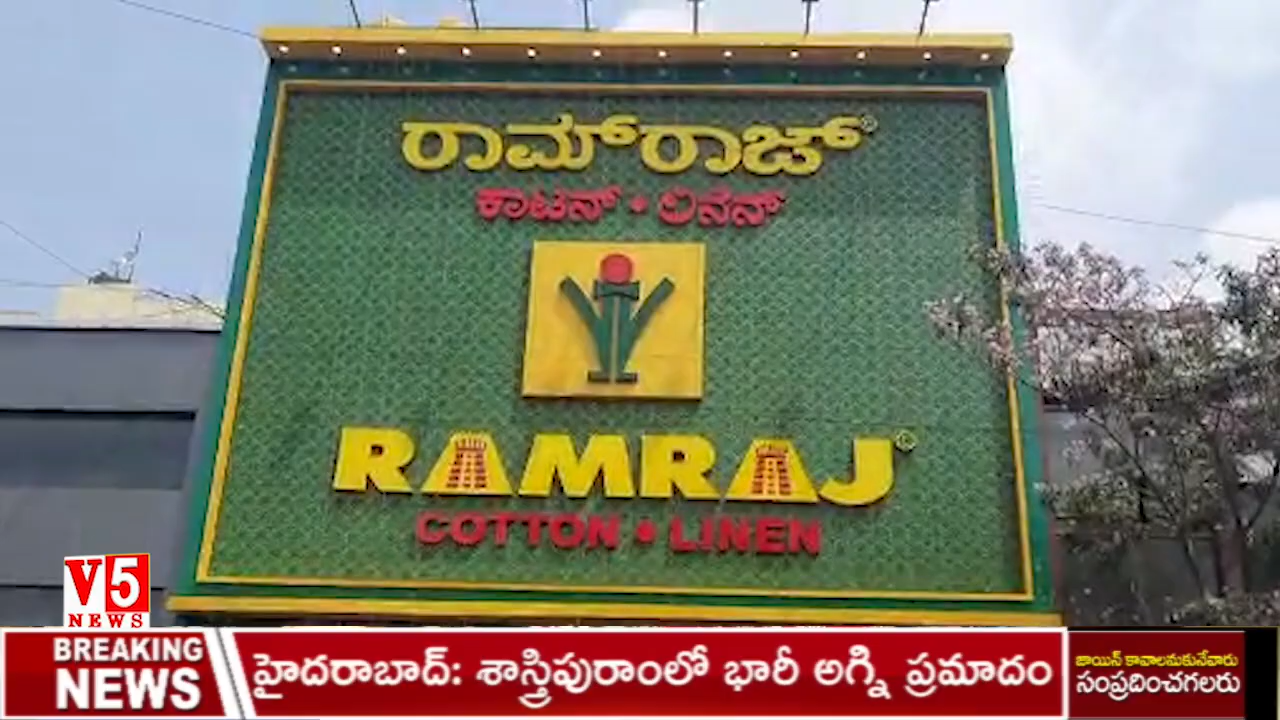 ರಾಮ್‌ರಾಜ್®
ಕಾಟನ್ • ಲಿನೆನ್
RAMRAJ®
COTTON • LINEN
V5
NEWS
BREAKING
NEWS
హైదరాబాద్: శాస్త్రిపురాంలో భారీ అగ్ని ప్రమాదం
జాయిన్ కావాలనుకునేవారు
సంప్రదించగలరు